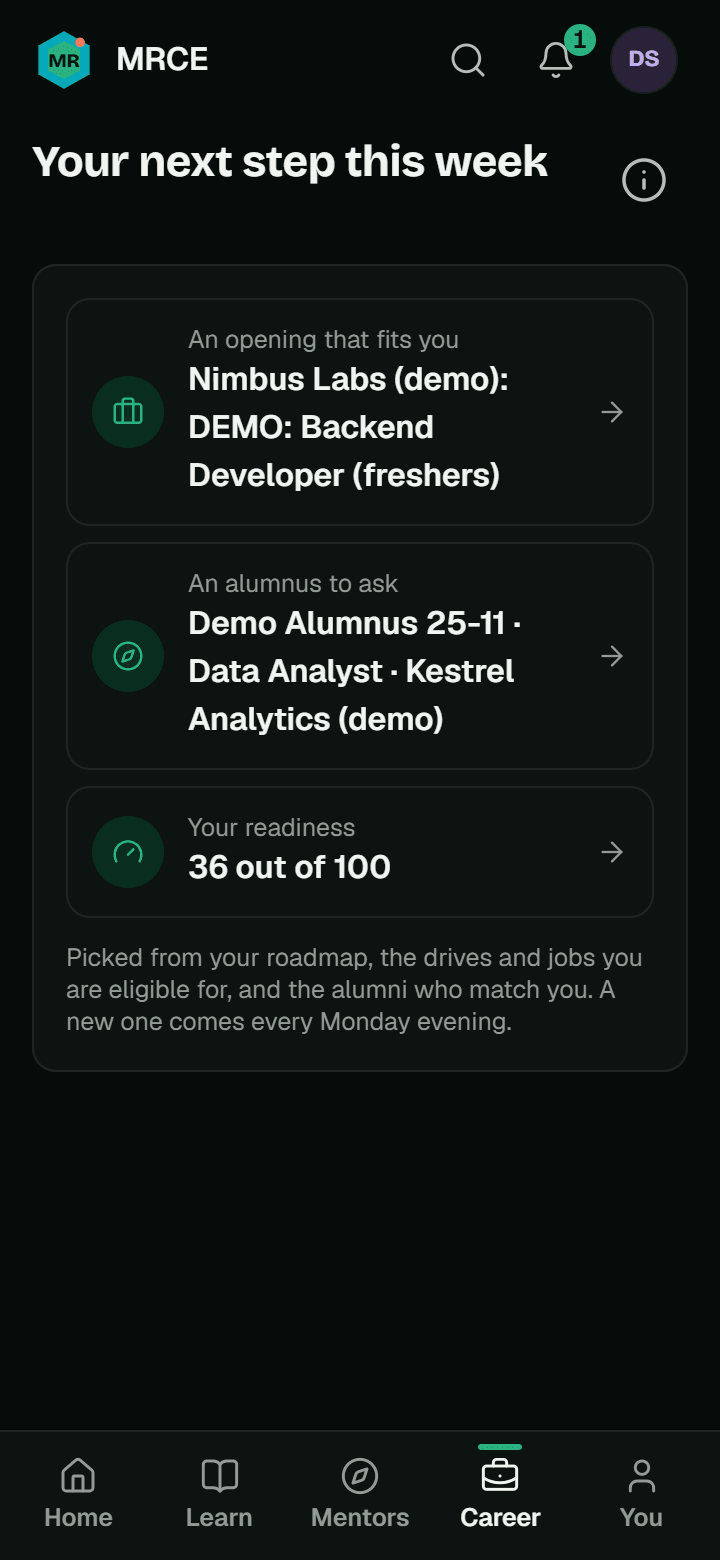 MR
MRCE
1
DS
Your next step this week
An opening that fits you
Nimbus Labs (demo):
DEMO: Backend
Developer (freshers)
An alumnus to ask
Demo Alumnus 25-11 ·
Data Analyst · Kestrel
Analytics (demo)
Your readiness
36 out of 100
Picked from your roadmap, the drives and jobs you
are eligible for, and the alumni who match you. A
new one comes every Monday evening.
Home
Learn
Mentors
Career
You